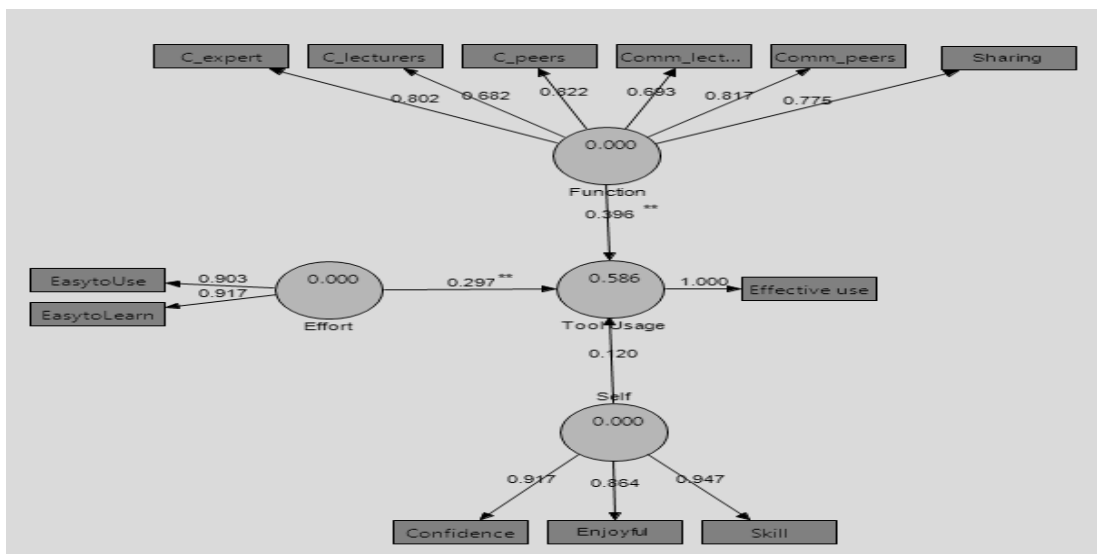 C_expert
C_lecturers
C_peers
Comm_lect...
Comm_peers
Sharing
0.802
0.682
0.822
0.693
0.817
0.775
0.000
Function
0.396 **
EasytoUse
0.903
0.000
0.297 **
0.586
1.000
Effective use
EasytoLearn
0.917
Effort
Tool Usage
0.120
Self
0.000
0.917
0.864
0.947
Confidence
Enjoyful
Skill